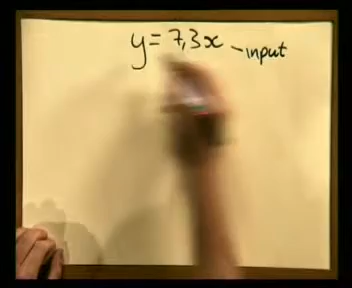 y = 7,3x - input